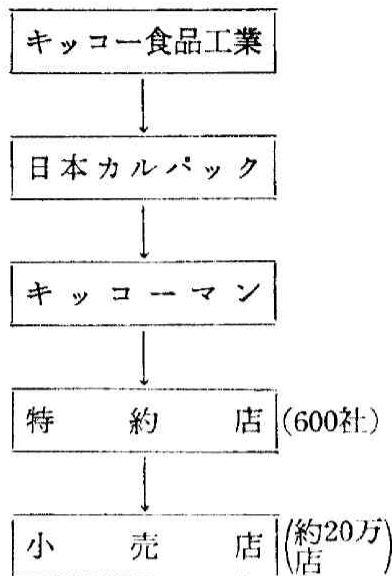 キッコー食品工業
日本カルパック
キッコーマン
特約店(600社)
小売店(約20万店)